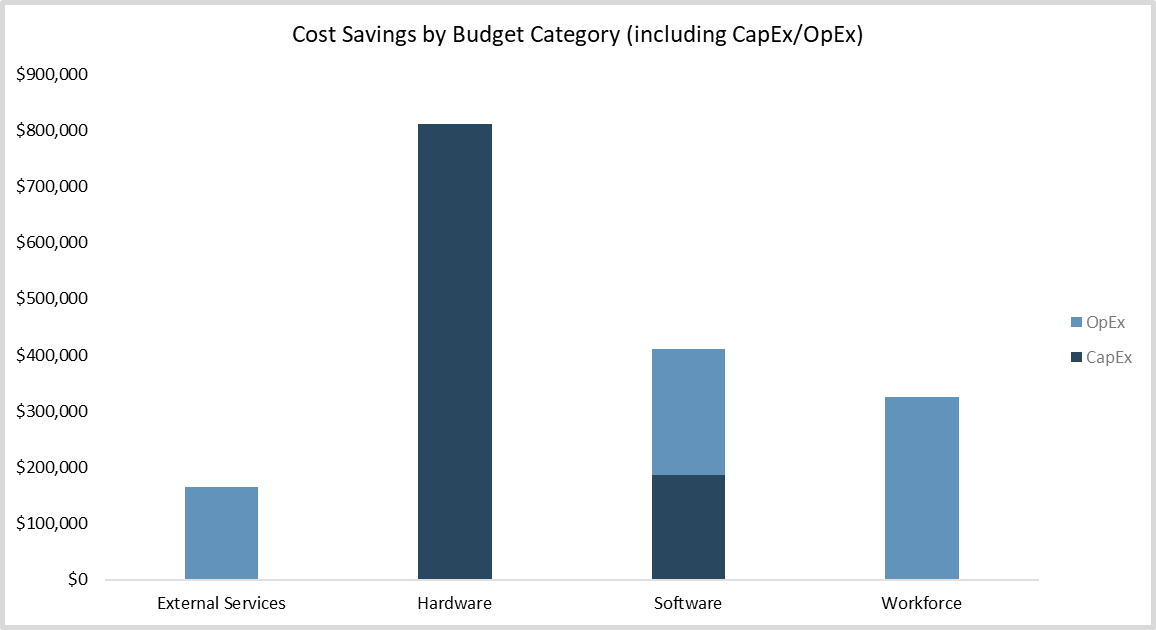 Cost Savings by Budget Category (including CapEx/OpEx)
$900,000
$800,000
$700,000
$600,000
$500,000
$400,000
$300,000
$200,000
$100,000
$0
External Services Hardware Software Workforce
OpEx
CapEx